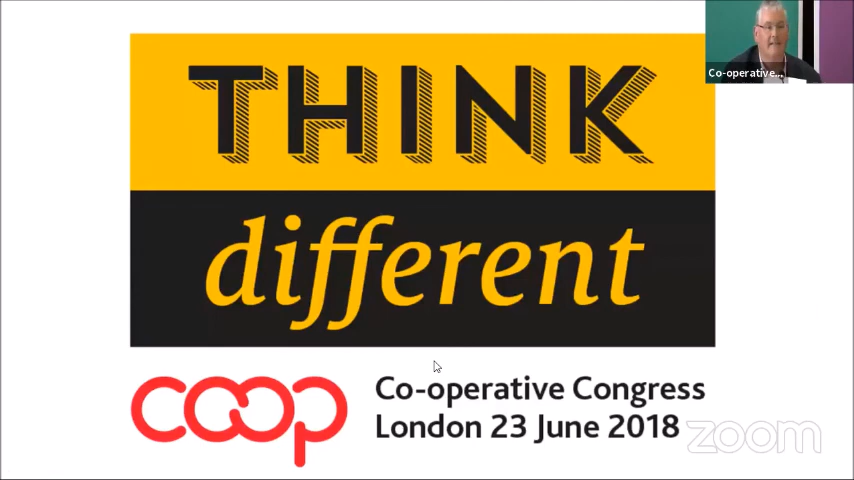 THINK
different
coop
Co-operative Congress
London 23 June 2018
Co-operative...
zoom